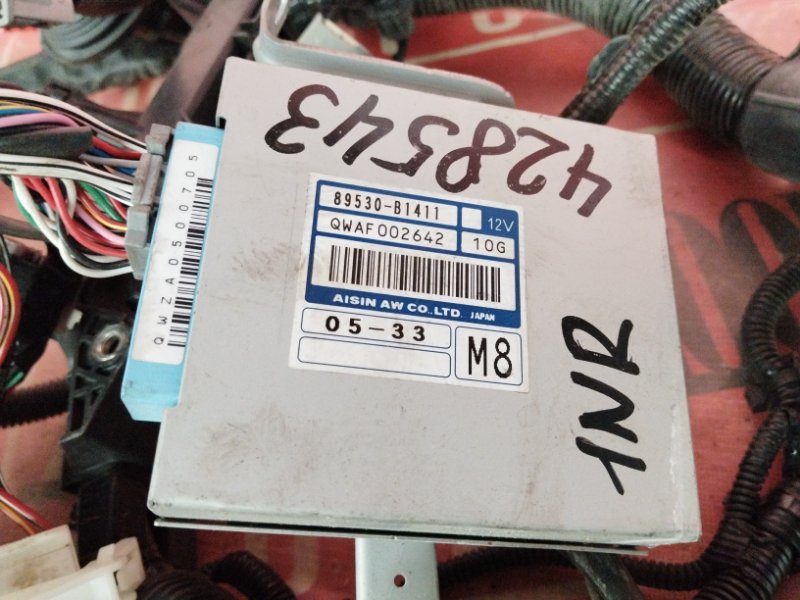 428543
89530-B1411
12V
QWAF002642
10G
AISIN AW CO.,LTD. JAPAN
05-33
M8
QWZA0500705
1NR